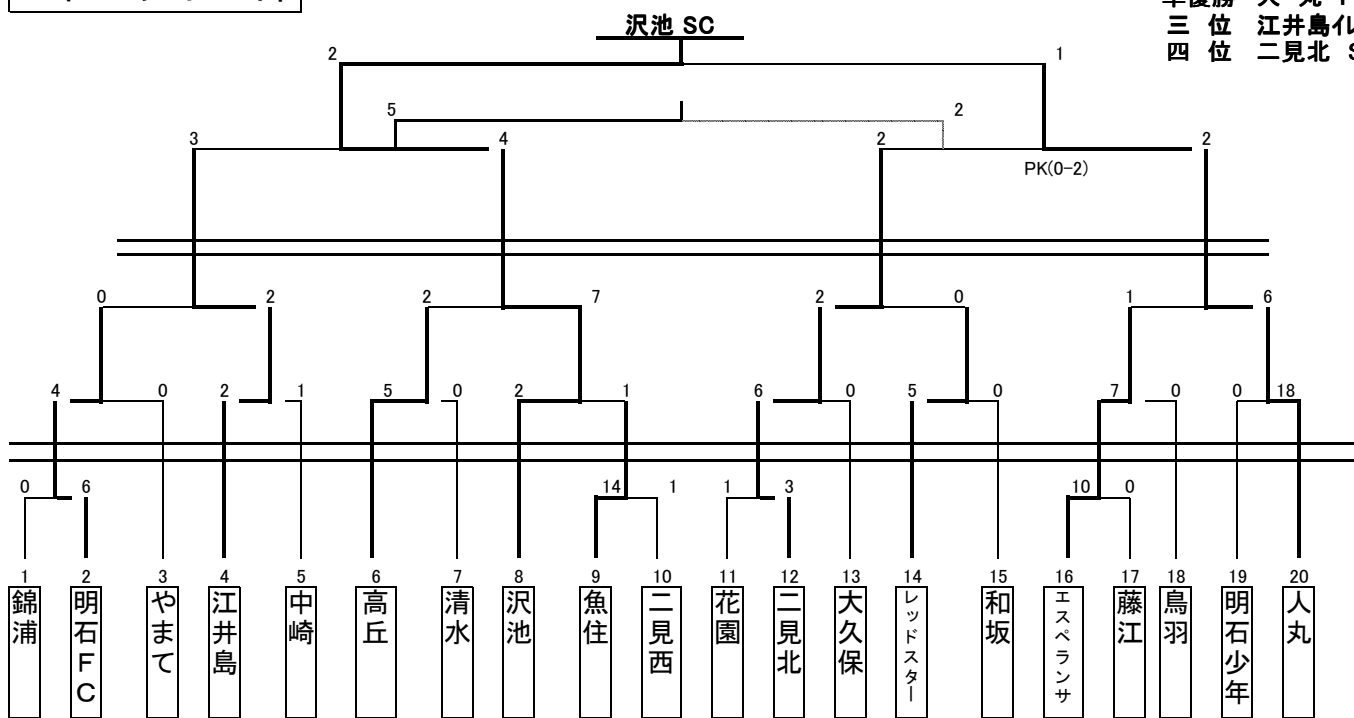 沢池 SC
三 位 江井島イレ
四 位 二見北 S
2 1
5 2
3 4 2 2
PK(0-2)
0 2 2 7 2 0 1 6
4 0 2 1 5 0 2 1 6 0 5 0 7 0 0 18
0 6 14 1 1 3 10 0
1 2 3 4 5 6 7 8 9 10 11 12 13 14 15 16 17 18 19 20
錦浦
明石FC
やまて
江井島
中崎
高丘
清水
沢池
魚住
二見西
花園
二見北
大久保
レッドスター
和坂
エスペランサ
藤江
鳥羽
明石少年
人丸